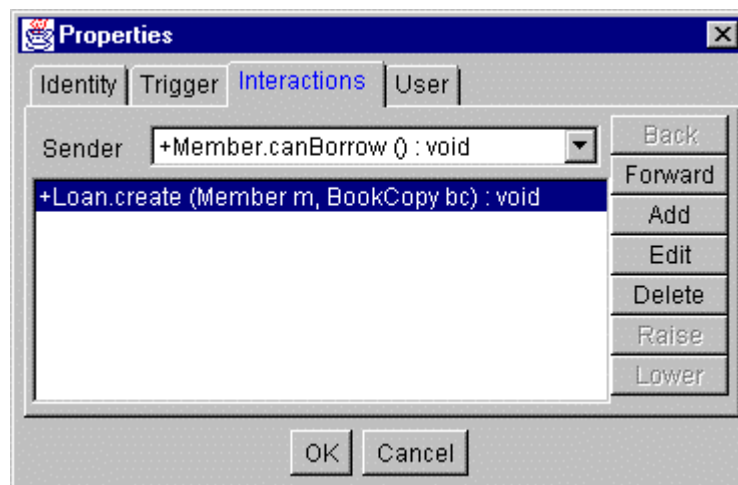 Properties
Identity Trigger Interactions User
Sender +Member.canBorrow () : void
+Loan.create (Member m, BookCopy bc) : void
Back
Forward
Add
Edit
Delete
Raise
Lower
OK Cancel